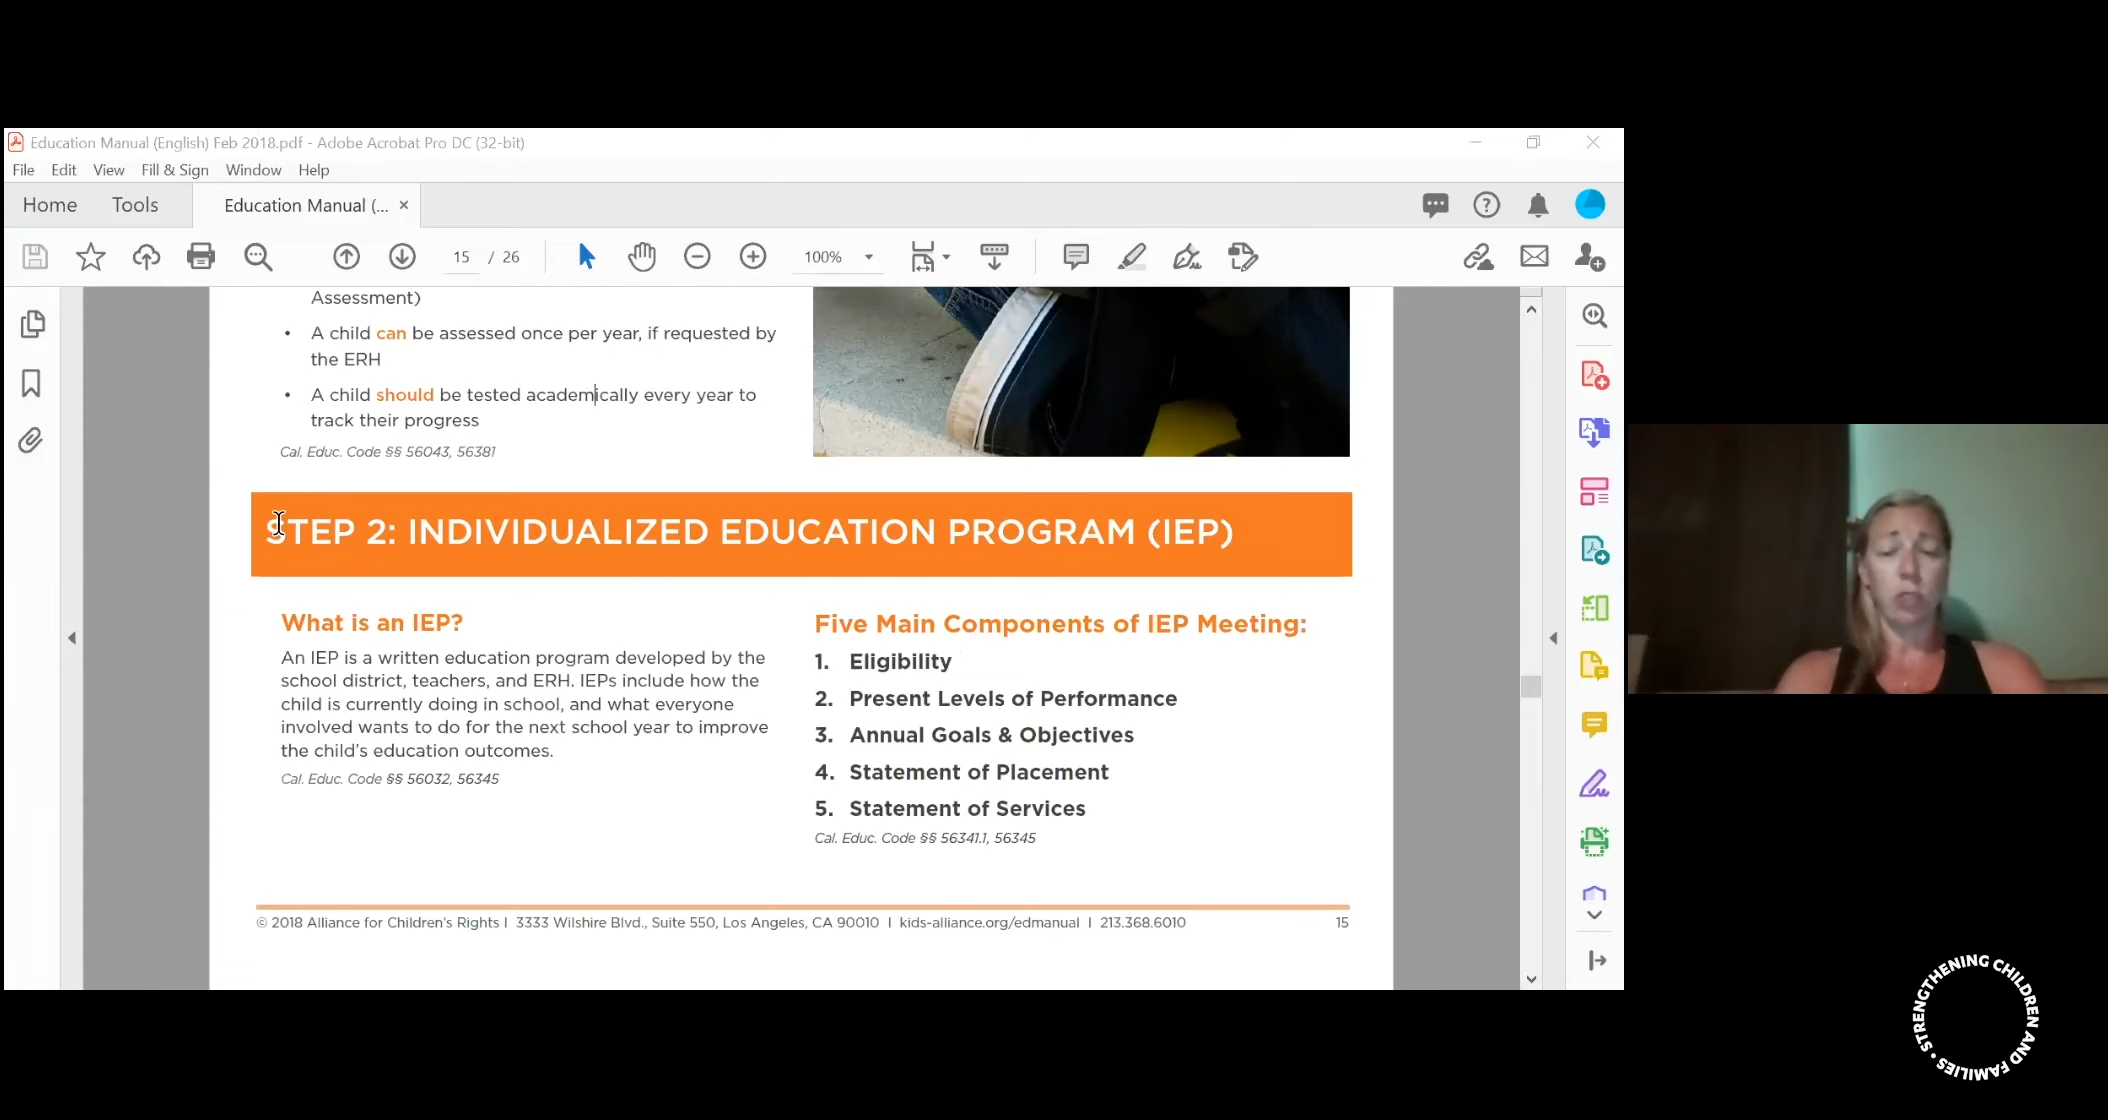 Education Manual (English) Feb 2018.pdf - Adobe Acrobat Pro DC (32-bit)
File Edit View Fill & Sign Window Help
Home Tools Education Manual (... ×
15 / 26 100%
Assessment)
• A child can be assessed once per year, if requested by
the ERH
• A child should be tested academically every year to
track their progress
Cal. Educ. Code §§ 56043, 56381
STEP 2: INDIVIDUALIZED EDUCATION PROGRAM (IEP)
What is an IEP?
An IEP is a written education program developed by the
school district, teachers, and ERH. IEPs include how the
child is currently doing in school, and what everyone
involved wants to do for the next school year to improve
the child's education outcomes.
Cal. Educ. Code §§ 56032, 56345
Five Main Components of IEP Meeting:
1. Eligibility
2. Present Levels of Performance
3. Annual Goals & Objectives
4. Statement of Placement
5. Statement of Services
Cal. Educ. Code §§ 56341.1, 56345
© 2018 Alliance for Children's Rights | 3333 Wilshire Blvd., Suite 550, Los Angeles, CA 90010 | kids-alliance.org/edmanual | 213.368.6010 15
STRENGTHENING CHILDREN AND FAMILIES •